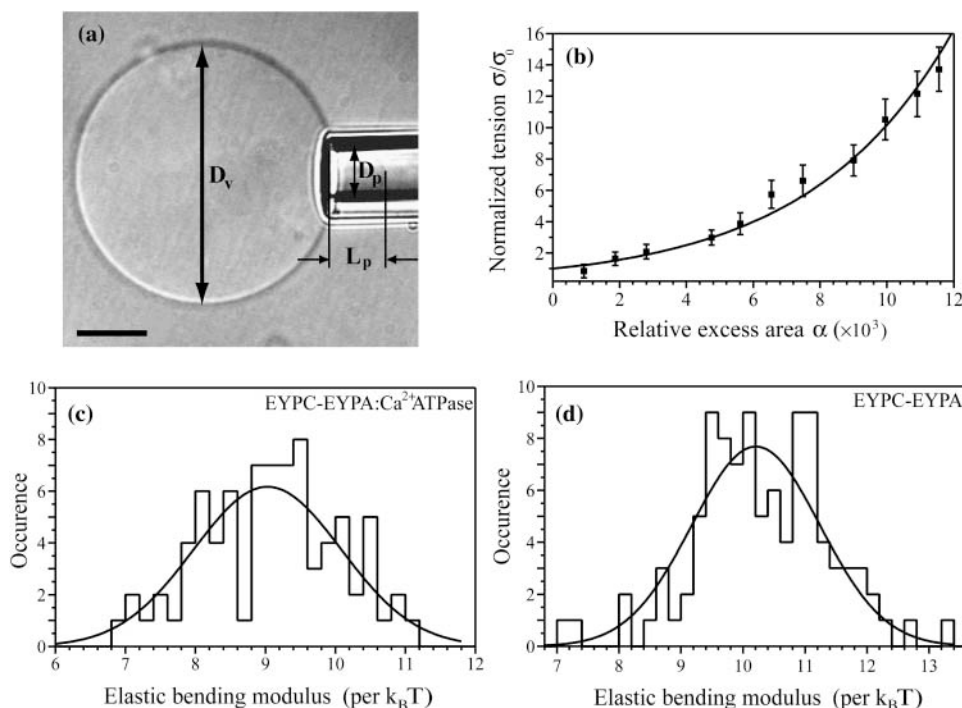 (a)
Dᵥ
Dₚ
Lₚ
(b)
Normalized tension σ/σ₀
16
14
12
10
8
6
4
2
0 2 4 6 8 10 12
Relative excess area α (×10³)
(c)
EYPC-EYPA:Ca²⁺ATPase
Occurence
10
8
6
4
2
0
6 7 8 9 10 11 12
Elastic bending modulus (per k_BT)
(d)
EYPC-EYPA
Occurence
10
8
6
4
2
0
7 8 9 10 11 12 13
Elastic bending modulus (per k_BT)